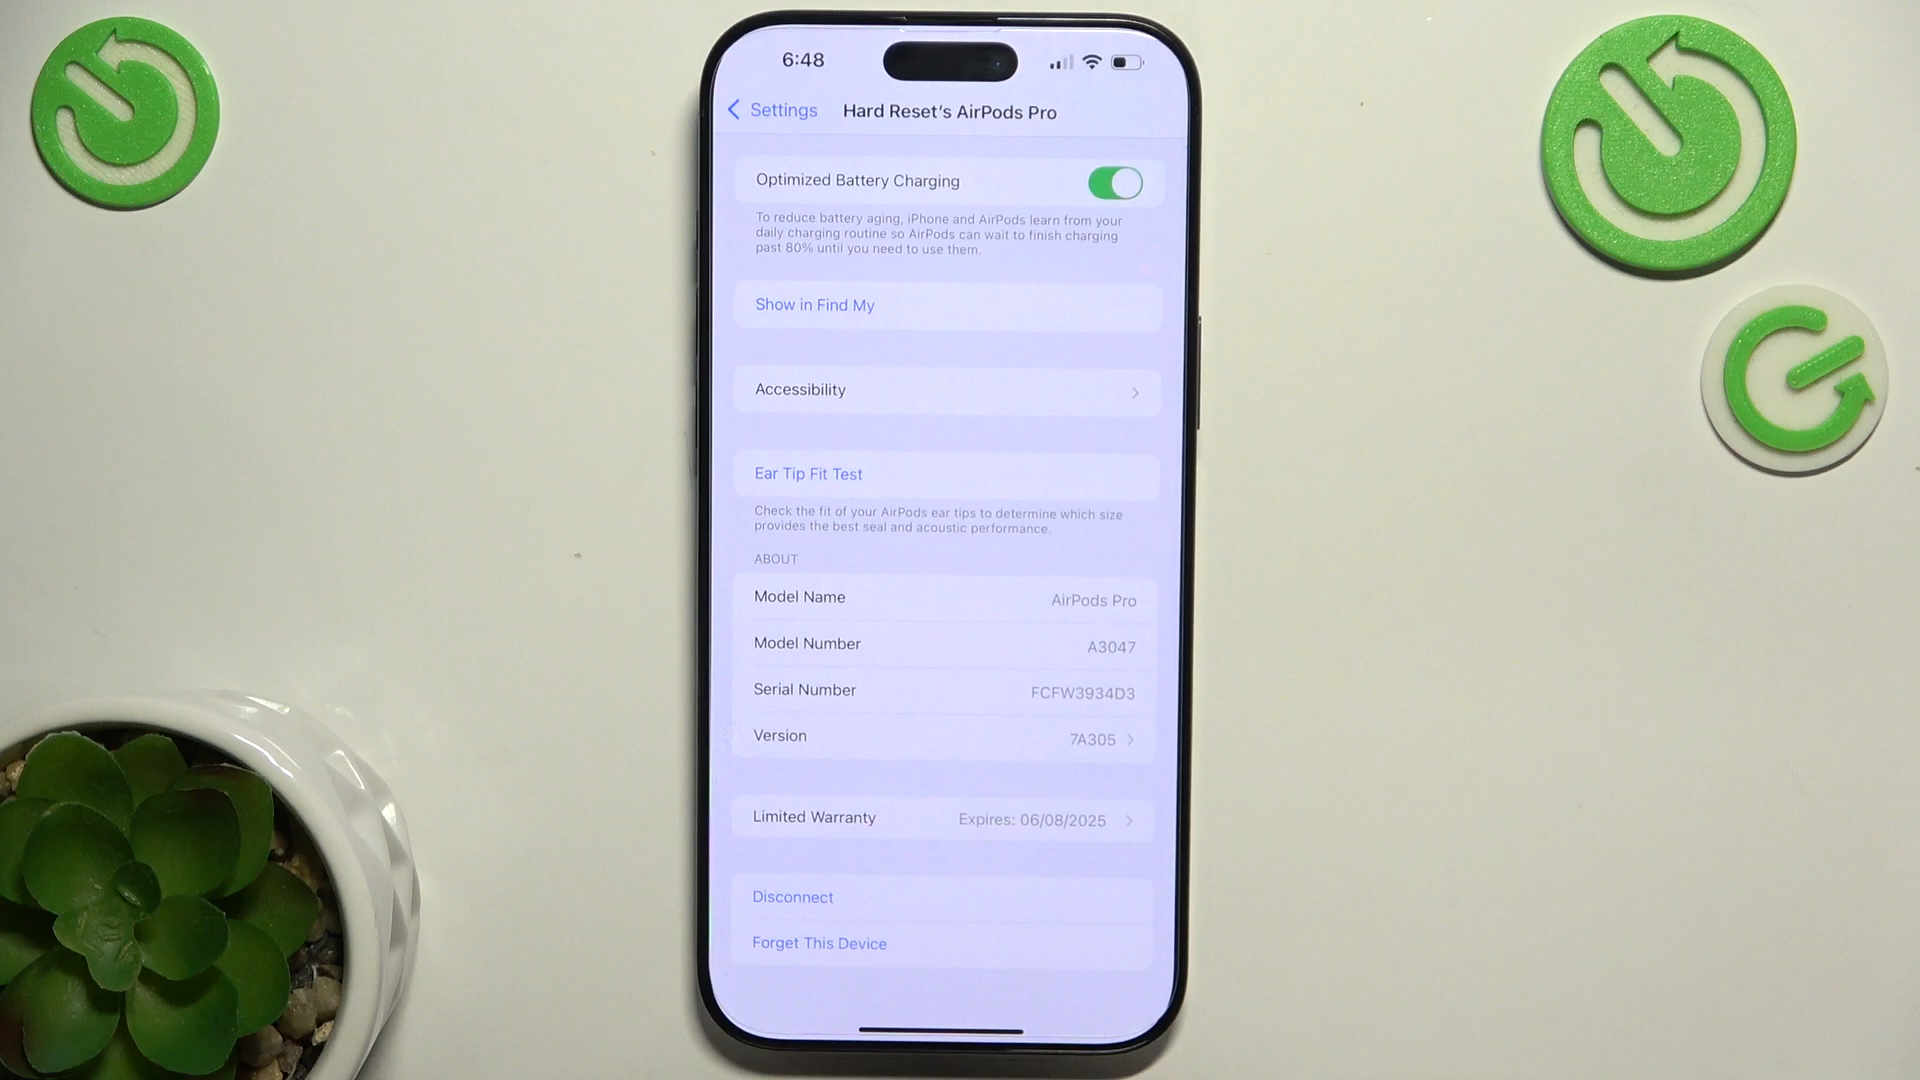 6:48
Settings
Hard Reset's AirPods Pro
Optimized Battery Charging
To reduce battery aging, iPhone and AirPods learn from your
daily charging routine so AirPods can wait to finish charging
past 80% until you need to use them.
Show in Find My
Accessibility
Ear Tip Fit Test
Check the fit of your AirPods ear tips to determine which size
provides the best seal and acoustic performance.
ABOUT
Model Name AirPods Pro
Model Number A3047
Serial Number FCFW3934D3
Version 7A305
Limited Warranty Expires: 06/08/2025
Disconnect
Forget This Device